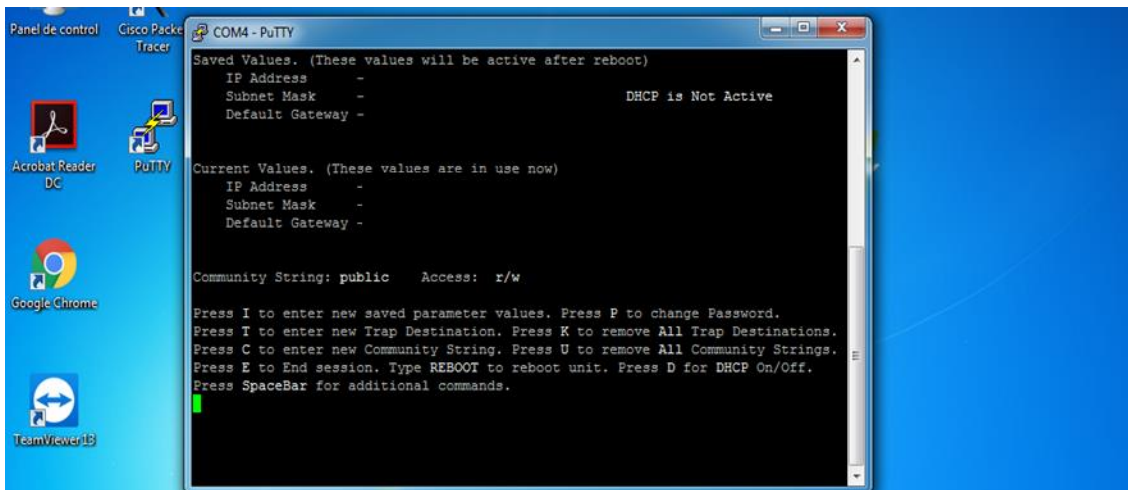 Panel de control
Cisco Packe
Tracer
Acrobat Reader
DC
PuTTY
Google Chrome
TeamViewer 13
COM4 - PuTTY
Saved Values. (These values will be active after reboot)
IP Address -
Subnet Mask - DHCP is Not Active
Default Gateway -
Current Values. (These values are in use now)
IP Address -
Subnet Mask -
Default Gateway -
Community String: public Access: r/w
Press I to enter new saved parameter values. Press P to change Password.
Press T to enter new Trap Destination. Press K to remove All Trap Destinations.
Press C to enter new Community String. Press U to remove All Community Strings.
Press E to End session. Type REBOOT to reboot unit. Press D for DHCP On/Off.
Press SpaceBar for additional commands.